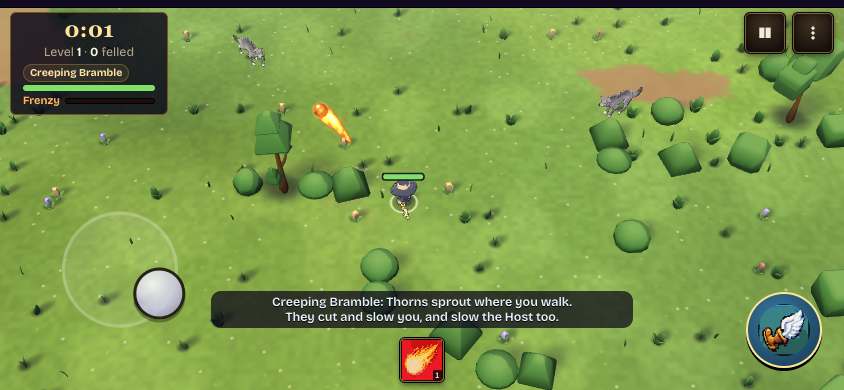 0:01
Level 1 · 0 felled
Creeping Bramble
Frenzy
Creeping Bramble: Thorns sprout where you walk.
They cut and slow you, and slow the Host too.
1